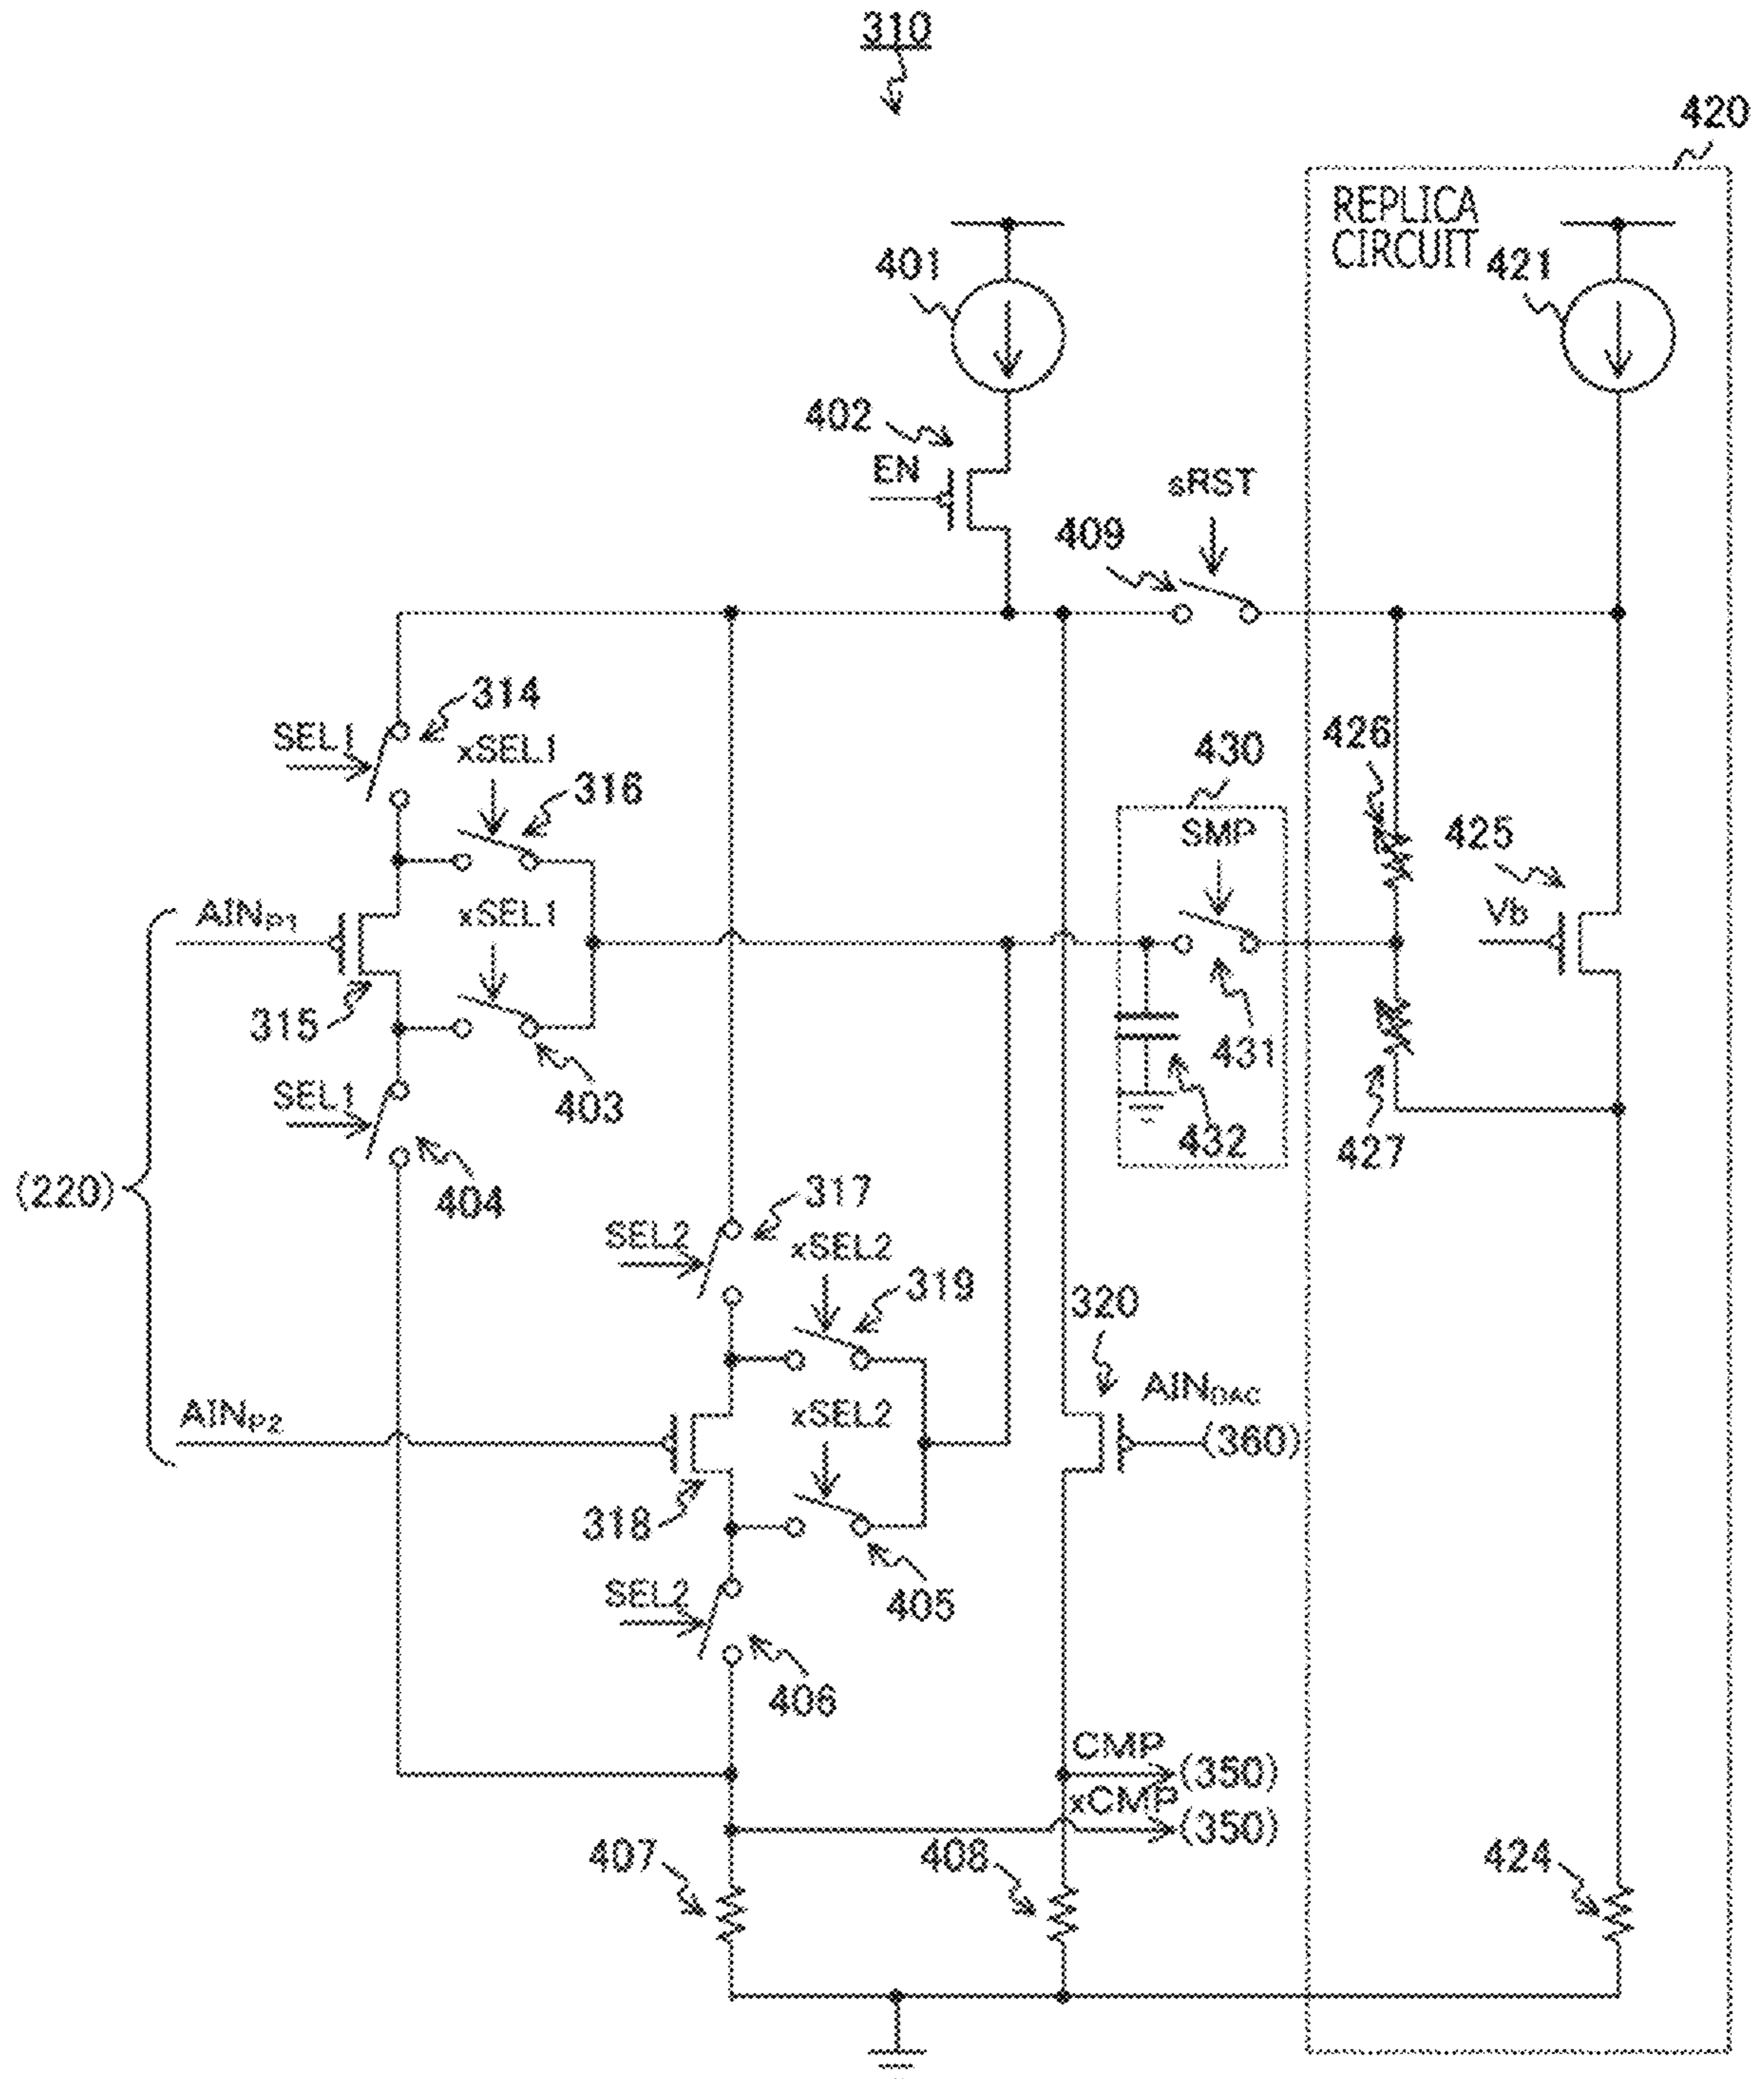 310
420
REPLICA
CIRCUIT
401
421
402
EN
sRST
409
314
SEL1
xSEL1
316
430
426
SMP
425
AINP1
xSEL1
Vb
315
431
SEL1
403
432
427
(220)
404
317
SEL2
xSEL2
319
320
AINP2
xSEL2
AINDAC
(360)
318
SEL2
405
406
CMP
(350)
xCMP
(350)
407
408
424